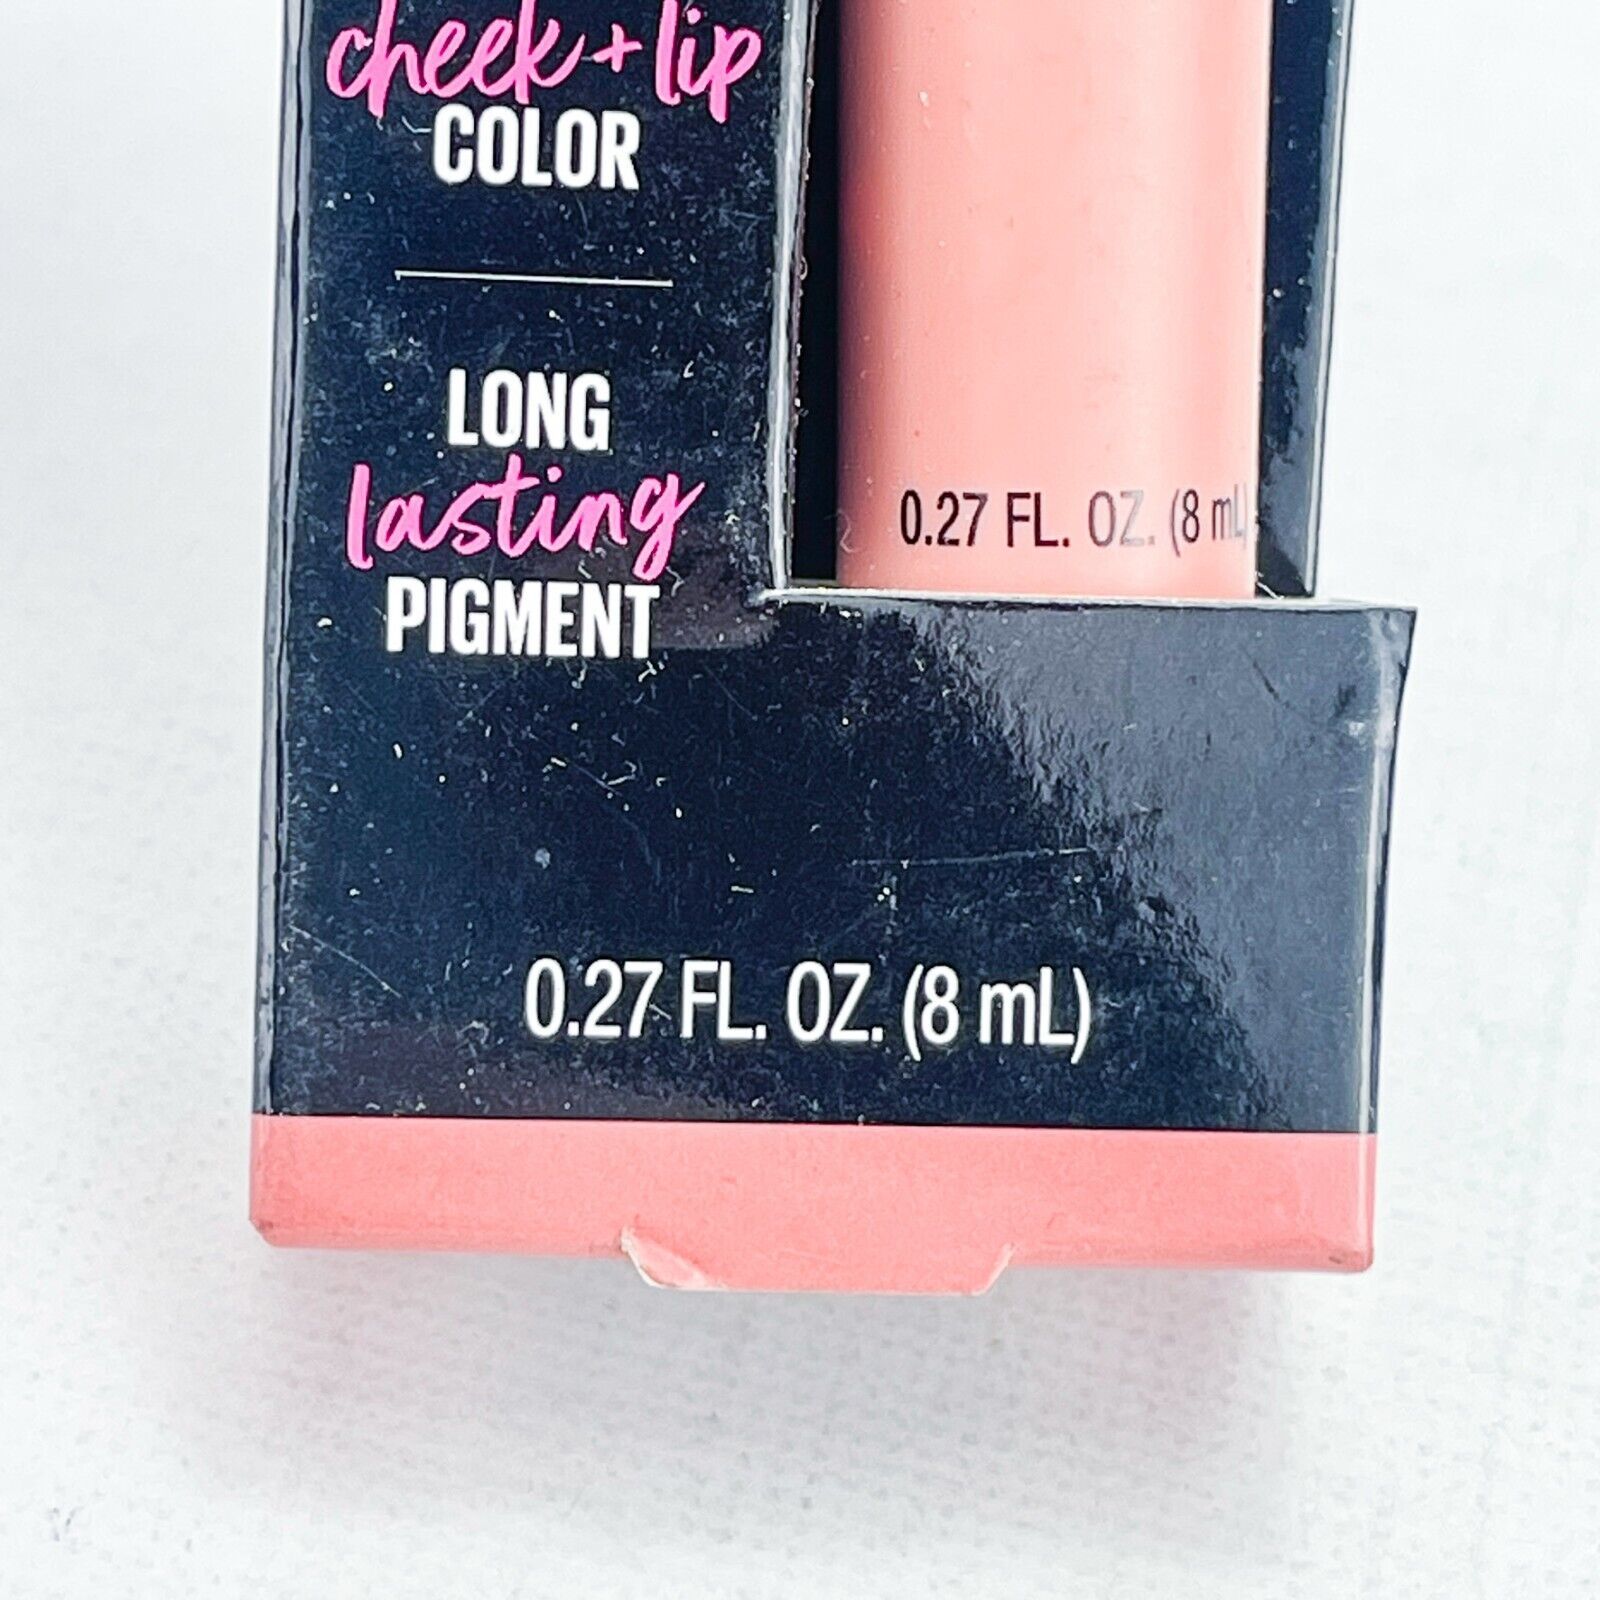 cheek + lip
COLOR
LONG
lasting
PIGMENT
0.27 FL. OZ. (8 mL
0.27 FL. OZ. (8 mL)